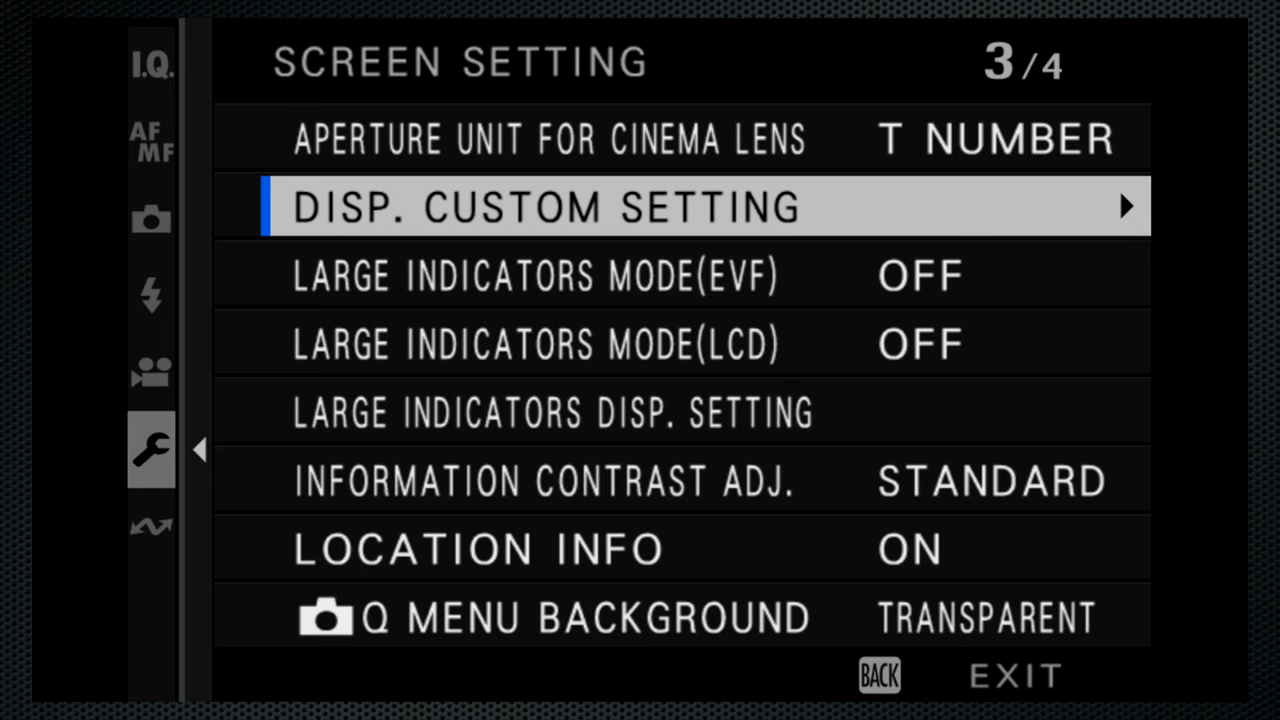 I.Q.
SCREEN SETTING 3/4
AF
MF
APERTURE UNIT FOR CINEMA LENS T NUMBER
DISP. CUSTOM SETTING
LARGE INDICATORS MODE(EVF) OFF
LARGE INDICATORS MODE(LCD) OFF
LARGE INDICATORS DISP. SETTING
INFORMATION CONTRAST ADJ. STANDARD
LOCATION INFO ON
Q MENU BACKGROUND TRANSPARENT
BACK EXIT